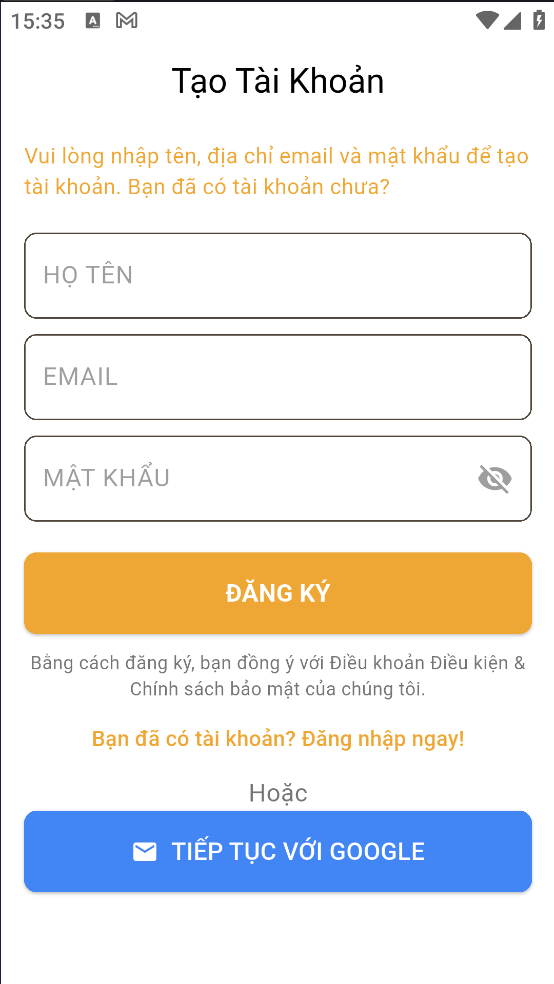 15:35
Tạo Tài Khoản
Vui lòng nhập tên, địa chỉ email và mật khẩu để tạo
tài khoản. Bạn đã có tài khoản chưa?
HỌ TÊN
EMAIL
MẬT KHẨU
ĐĂNG KÝ
Bằng cách đăng ký, bạn đồng ý với Điều khoản Điều kiện &
Chính sách bảo mật của chúng tôi.
Bạn đã có tài khoản? Đăng nhập ngay!
Hoặc
TIẾP TỤC VỚI GOOGLE